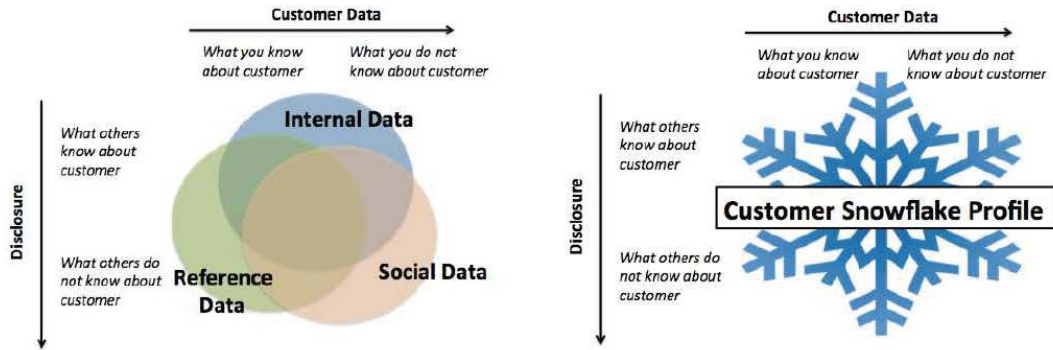 Customer Data
What you know
about customer
What you do not
know about customer
Disclosure
What others
know about
customer
What others do
not know about
customer
Internal Data
Reference
Data
Social Data
Customer Data
What you know
about customer
What you do not
know about customer
Disclosure
What others
know about
customer
What others do
not know about
customer
Customer Snowflake Profile